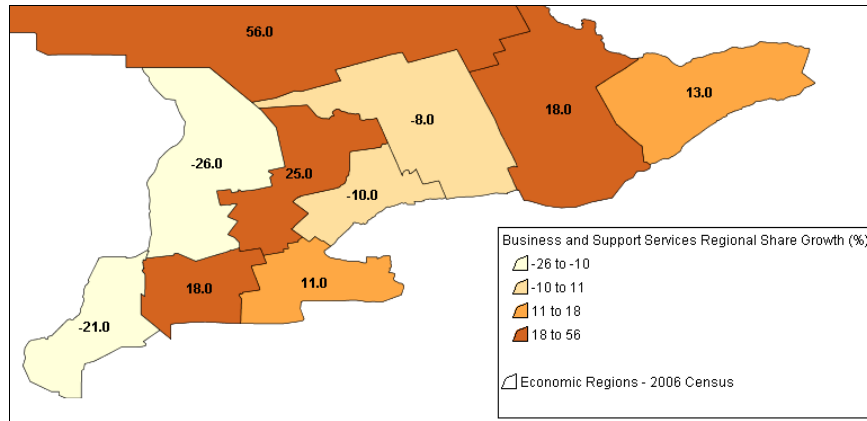 56.0
13.0
-8.0
18.0
-26.0
25.0
-10.0
11.0
18.0
-21.0
Business and Support Services Regional Share Growth (%)
-26 to -10
-10 to 11
11 to 18
18 to 56
Economic Regions - 2006 Census